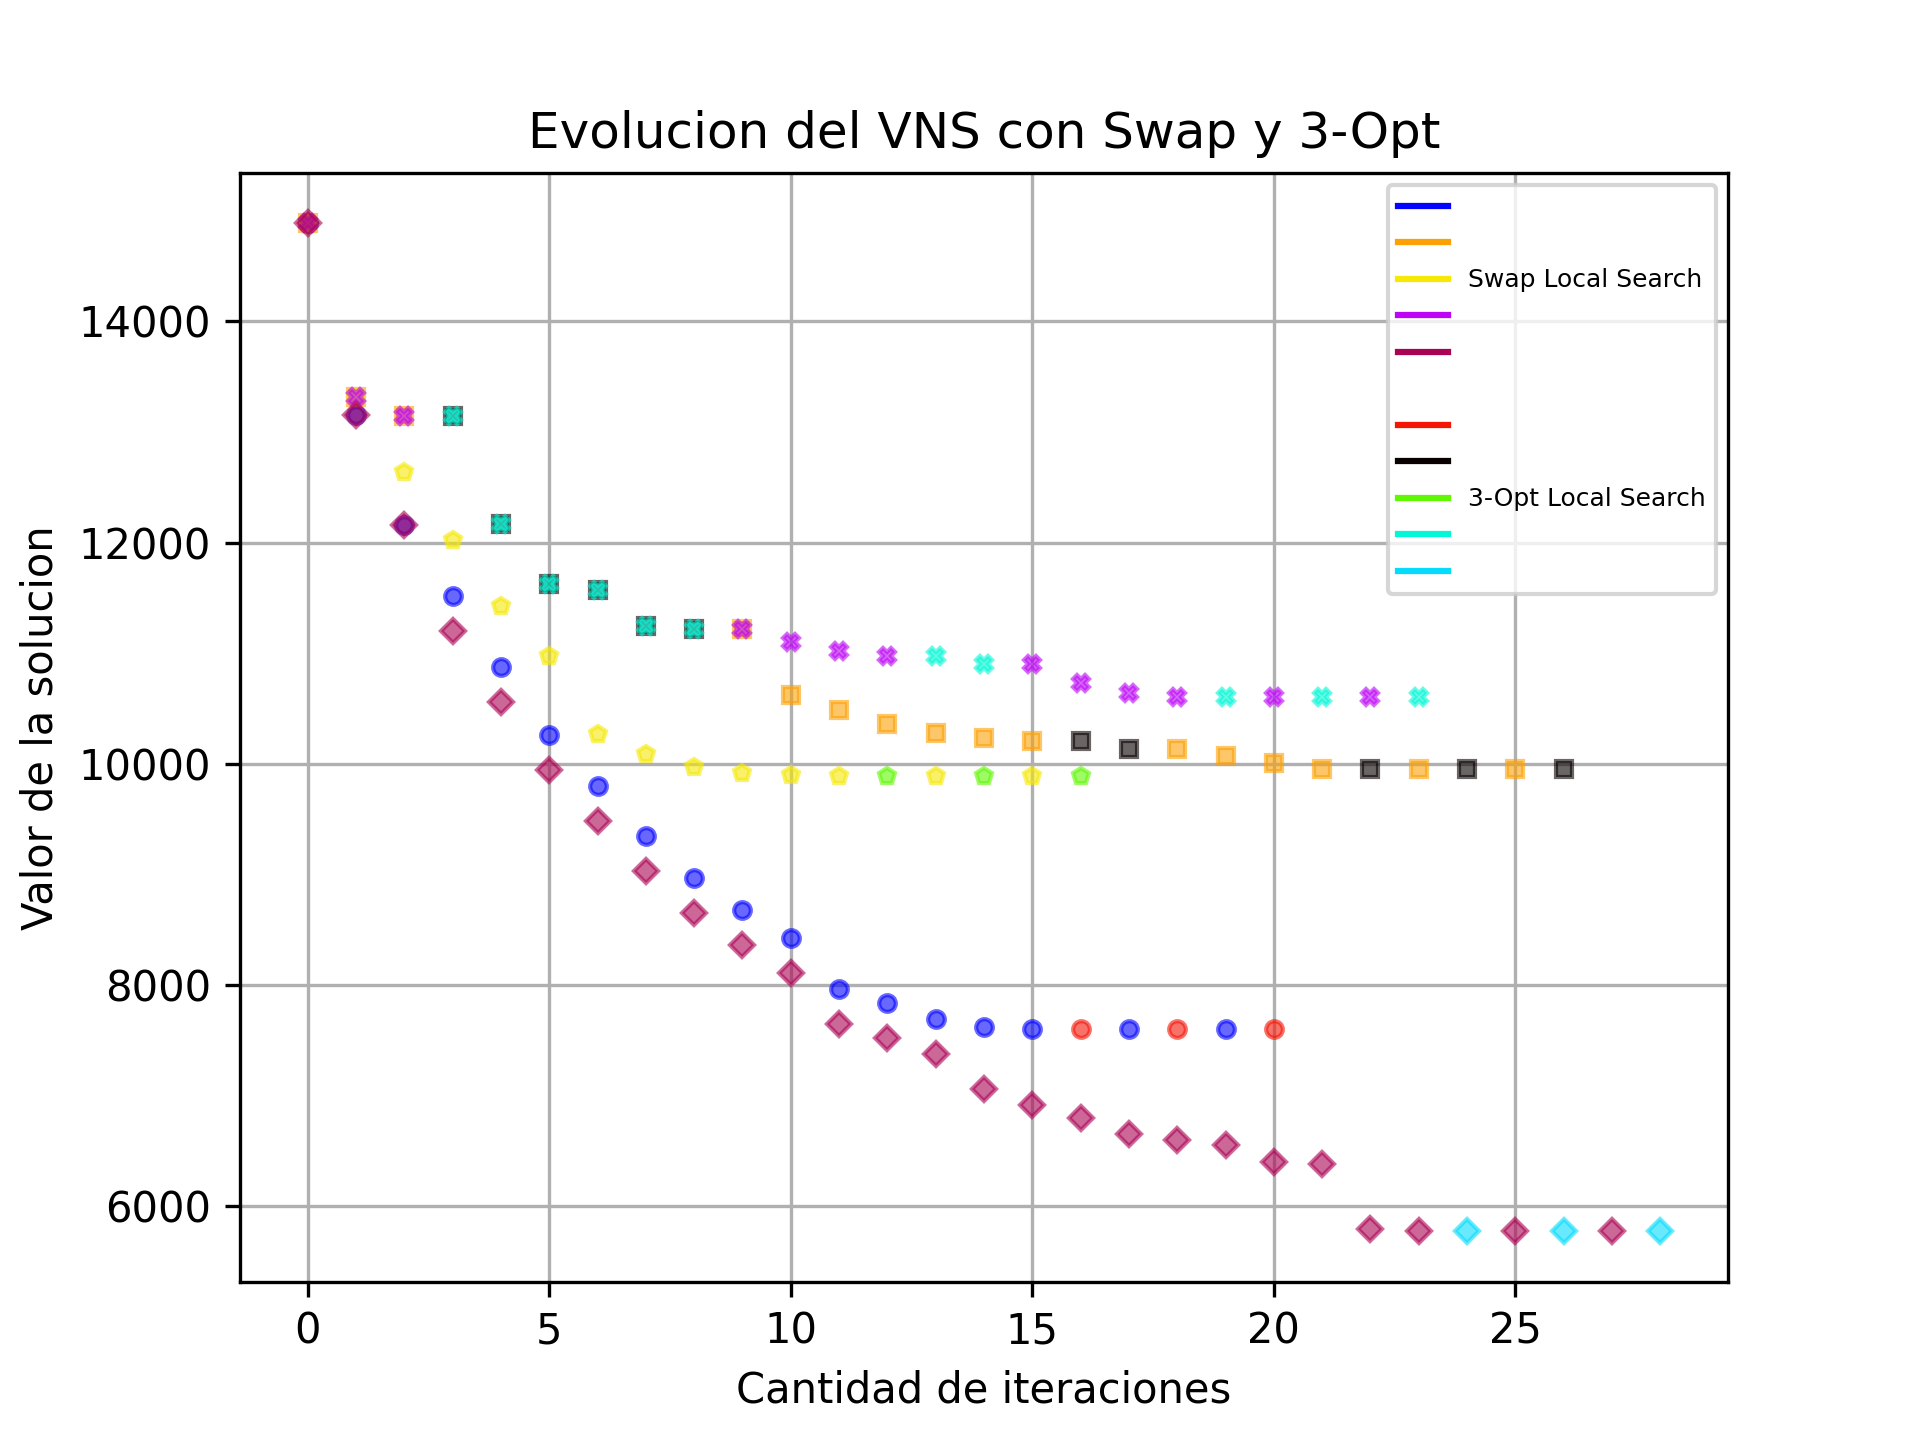 Evolucion del VNS con Swap y 3-Opt
Swap Local Search
3-Opt Local Search
Valor de la solucion
14000
12000
10000
8000
6000
0 5 10 15 20 25
Cantidad de iteraciones